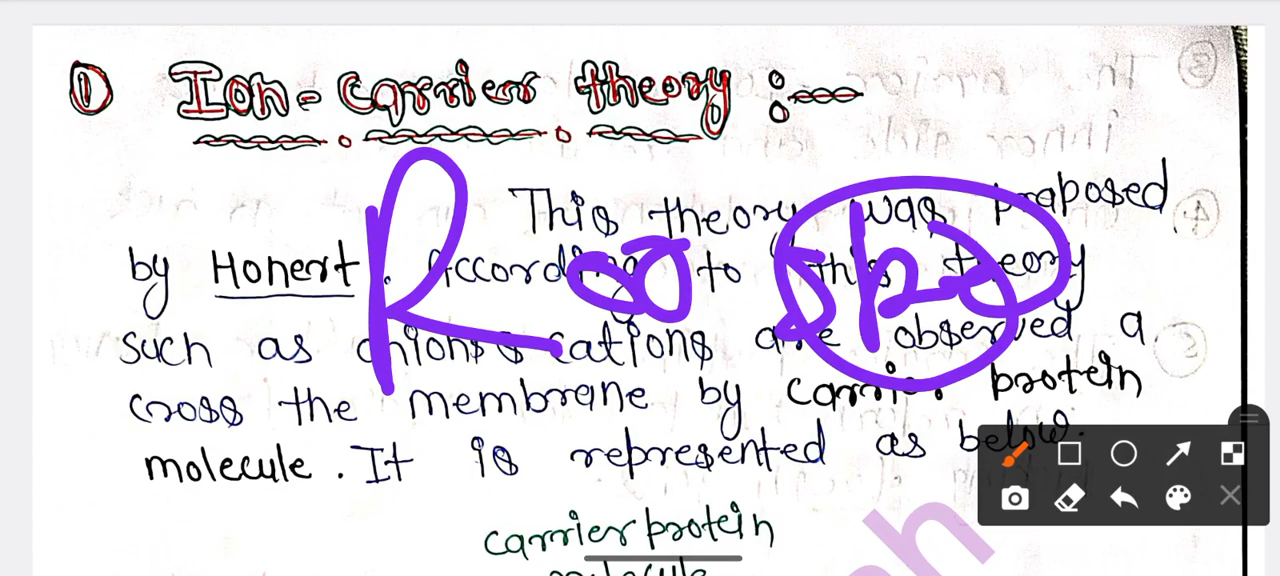 ① Ion-carrier theory :-
This theory was proposed
by Honert. According to this theory
such as anions & cations are observed a
cross the membrane by carrier protein
molecule. It is represented as below.
carrier protein
molecule